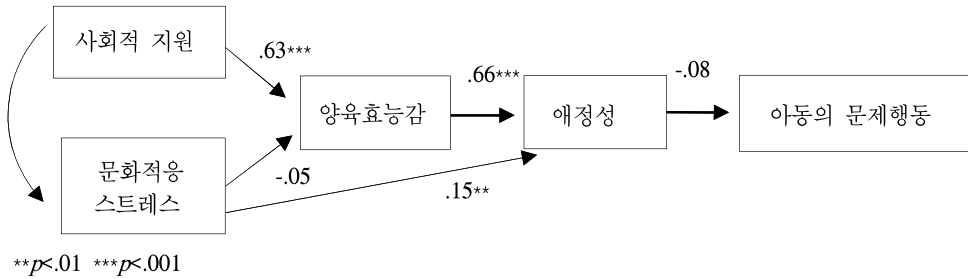 사회적 지원
.63***
.66***
-.08
양육효능감
애정성
아동의 문제행동
문화적응
스트레스
-.05
.15**
**p<.01 ***p<.001